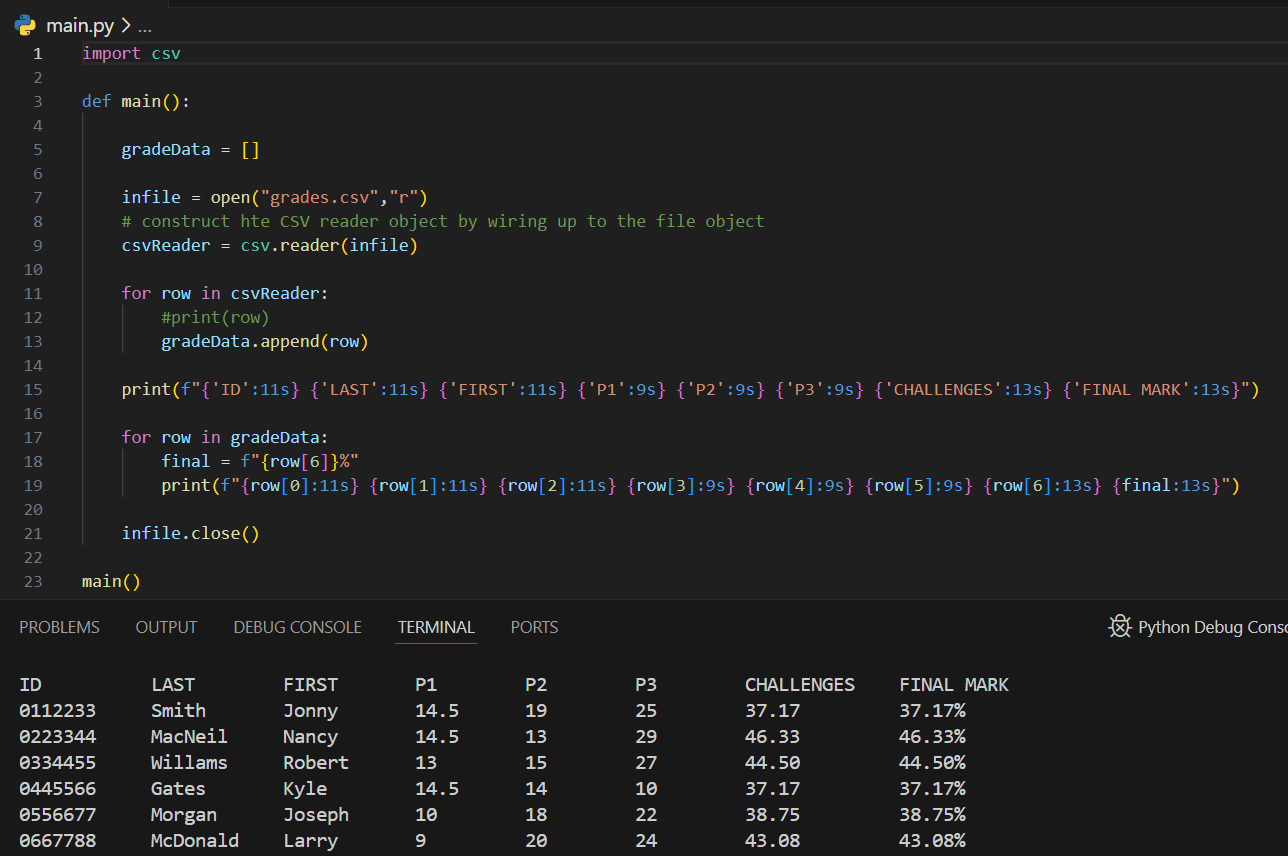 main.py > ...
1 import csv
2
3 def main():
4
5     gradeData = []
6
7     infile = open("grades.csv","r")
8     # construct hte CSV reader object by wiring up to the file object
9     csvReader = csv.reader(infile)
10
11     for row in csvReader:
12         #print(row)
13         gradeData.append(row)
14
15     print(f"{'ID':11s} {'LAST':11s} {'FIRST':11s} {'P1':9s} {'P2':9s} {'P3':9s} {'CHALLENGES':13s} {'FINAL MARK':13s}")
16
17     for row in gradeData:
18         final = f"{row[6]}%"
19         print(f"{row[0]:11s} {row[1]:11s} {row[2]:11s} {row[3]:9s} {row[4]:9s} {row[5]:9s} {row[6]:13s} {final:13s}")
20
21     infile.close()
22
23 main()
PROBLEMS OUTPUT DEBUG CONSOLE TERMINAL PORTS Python Debug Conso
ID LAST FIRST P1 P2 P3 CHALLENGES FINAL MARK
0112233 Smith Jonny 14.5 19 25 37.17 37.17%
0223344 MacNeil Nancy 14.5 13 29 46.33 46.33%
0334455 Willams Robert 13 15 27 44.50 44.50%
0445566 Gates Kyle 14.5 14 10 37.17 37.17%
0556677 Morgan Joseph 10 18 22 38.75 38.75%
0667788 McDonald Larry 9 20 24 43.08 43.08%